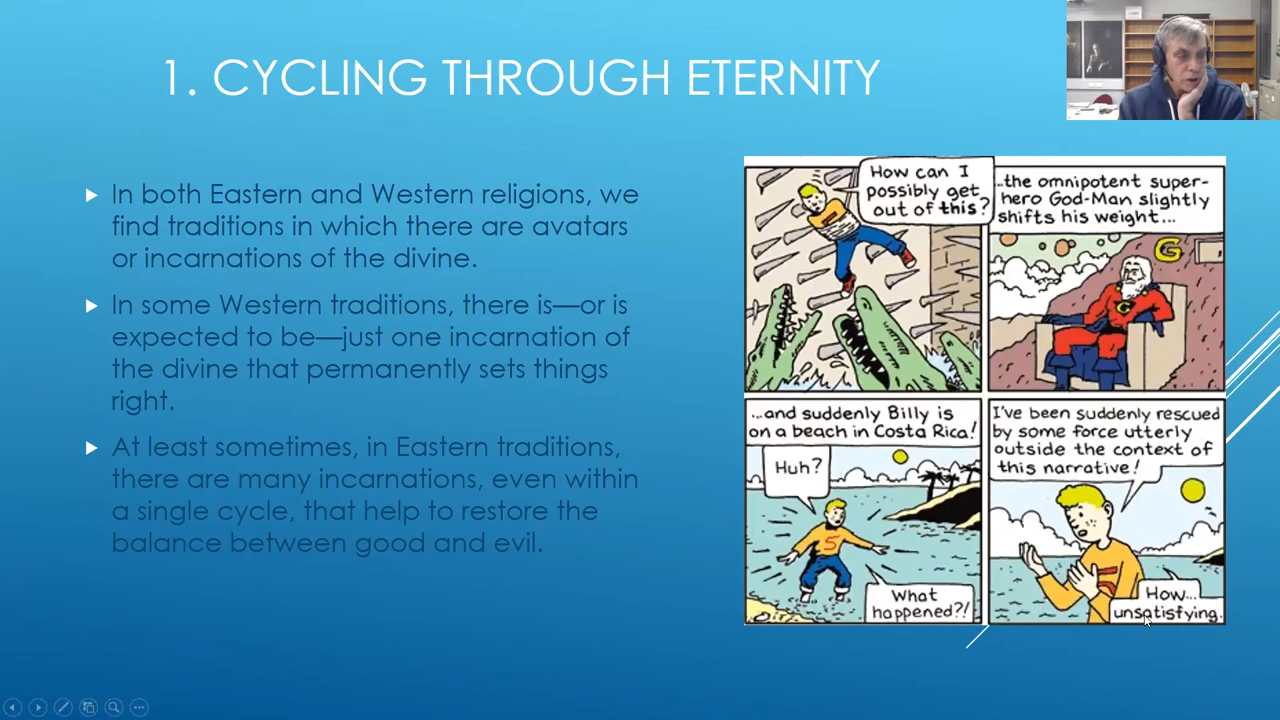 1. CYCLING THROUGH ETERNITY
In both Eastern and Western religions, we
find traditions in which there are avatars
or incarnations of the divine.
In some Western traditions, there is—or is
expected to be—just one incarnation of
the divine that permanently sets things
right.
At least sometimes, in Eastern traditions,
there are many incarnations, even within
a single cycle, that help to restore the
balance between good and evil.
How can I
possibly get
out of this?
...the omnipotent super-
hero God-Man slightly
shifts his weight...
G
G
...and suddenly Billy is
on a beach in Costa Rica!
Huh?
5
What
happened?!
I've been suddenly rescued
by some force utterly
outside the context of
this narrative!
How...
unsatisfying.